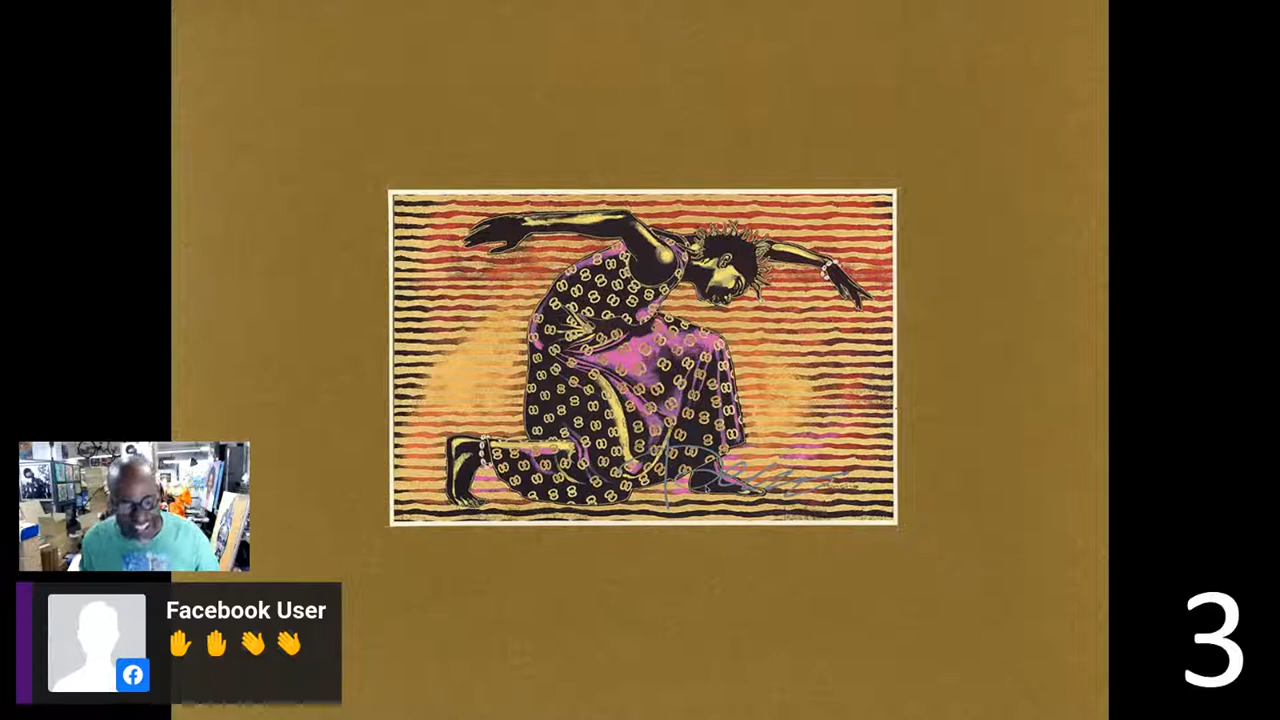 Facebook User
✋ ✋ 👋 👋
3